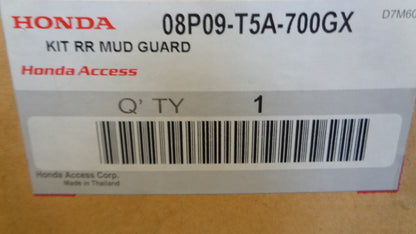 HONDA 08P09-T5A-700GX D7M60
KIT RR MUD GUARD
Honda Access
Q' TY 1
Honda Access Corp.
Made in Thailand